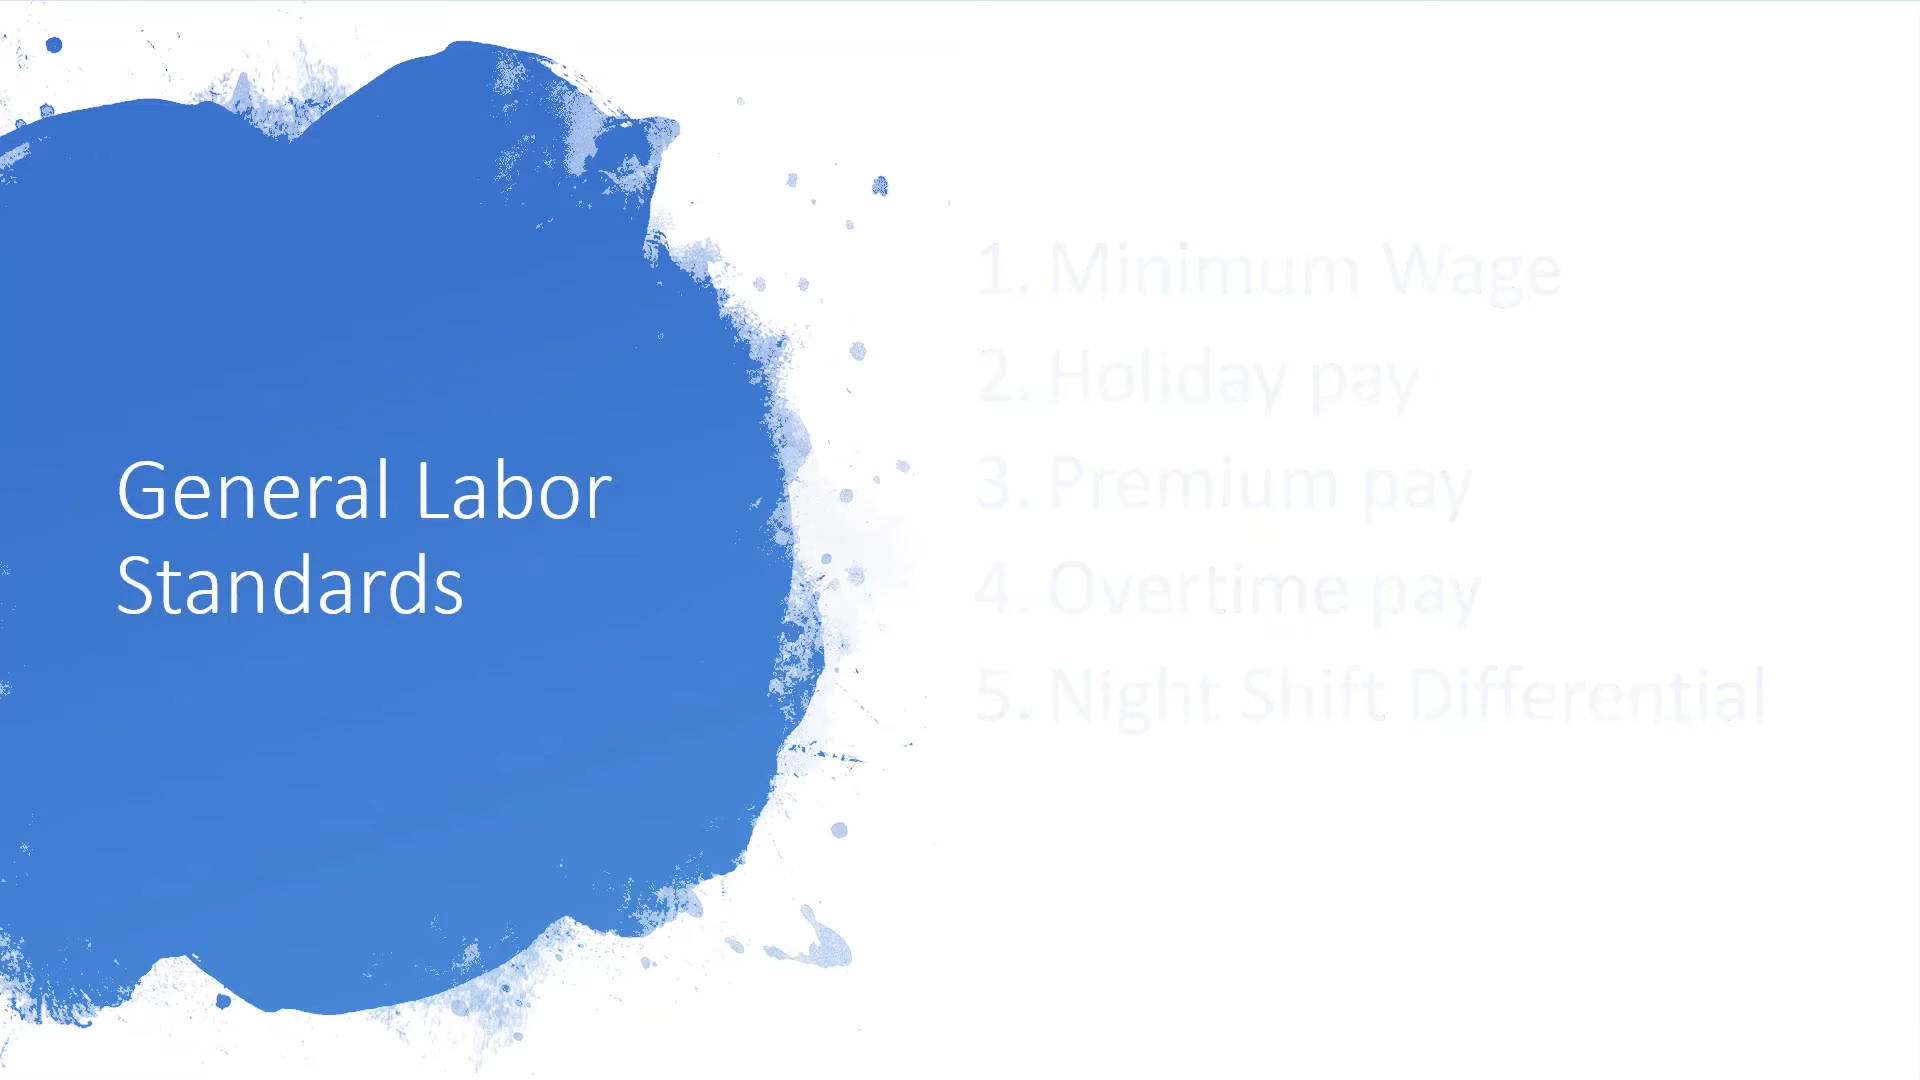 General Labor
Standards
1. Minimum Wage
2. Holiday pay
3. Premium pay
4. Overtime pay
5. Night Shift Differential